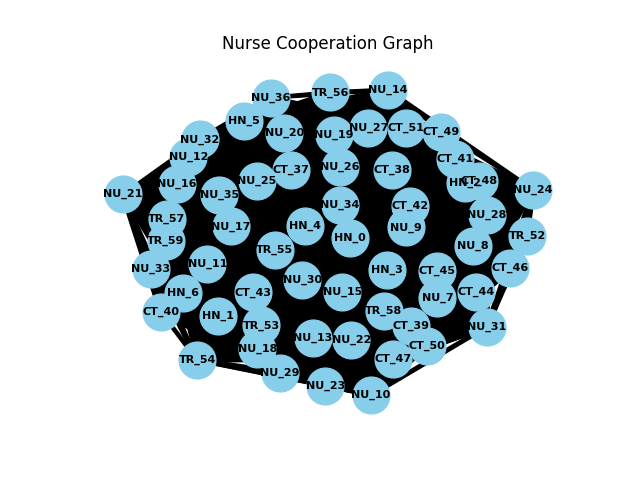 Nurse Cooperation Graph
NU_14
TR_56
NU_36
HN_5
NU_27
CT_51
CT_49
NU_20
NU_19
NU_32
NU_12
CT_41
NU_26
CT_37
CT_38
NU_25
CT_48
HN_2
NU_16
NU_24
NU_21
NU_35
NU_34
CT_42
NU_28
TR_57
NU_17
HN_4
NU_9
TR_52
HN_0
TR_59
NU_8
TR_55
NU_11
CT_46
NU_33
HN_3
CT_45
NU_30
HN_6
CT_43
NU_15
CT_44
NU_7
CT_40
TR_58
HN_1
TR_53
CT_39
NU_31
NU_13
NU_22
CT_50
NU_18
CT_47
TR_54
NU_29
NU_23
NU_10